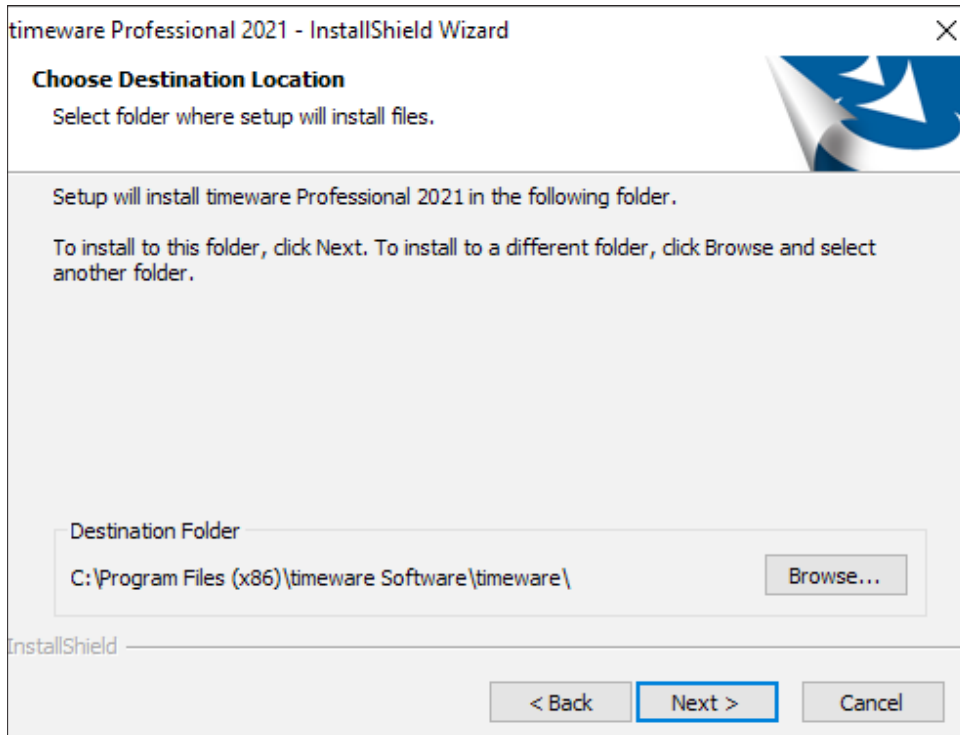 timeware Professional 2021 - InstallShield Wizard
Choose Destination Location
Select folder where setup will install files.
Setup will install timeware Professional 2021 in the following folder.
To install to this folder, click Next. To install to a different folder, click Browse and select
another folder.
Destination Folder
C:\Program Files (x86)\timeware Software\timeware\
Browse...
InstallShield
< Back
Next >
Cancel